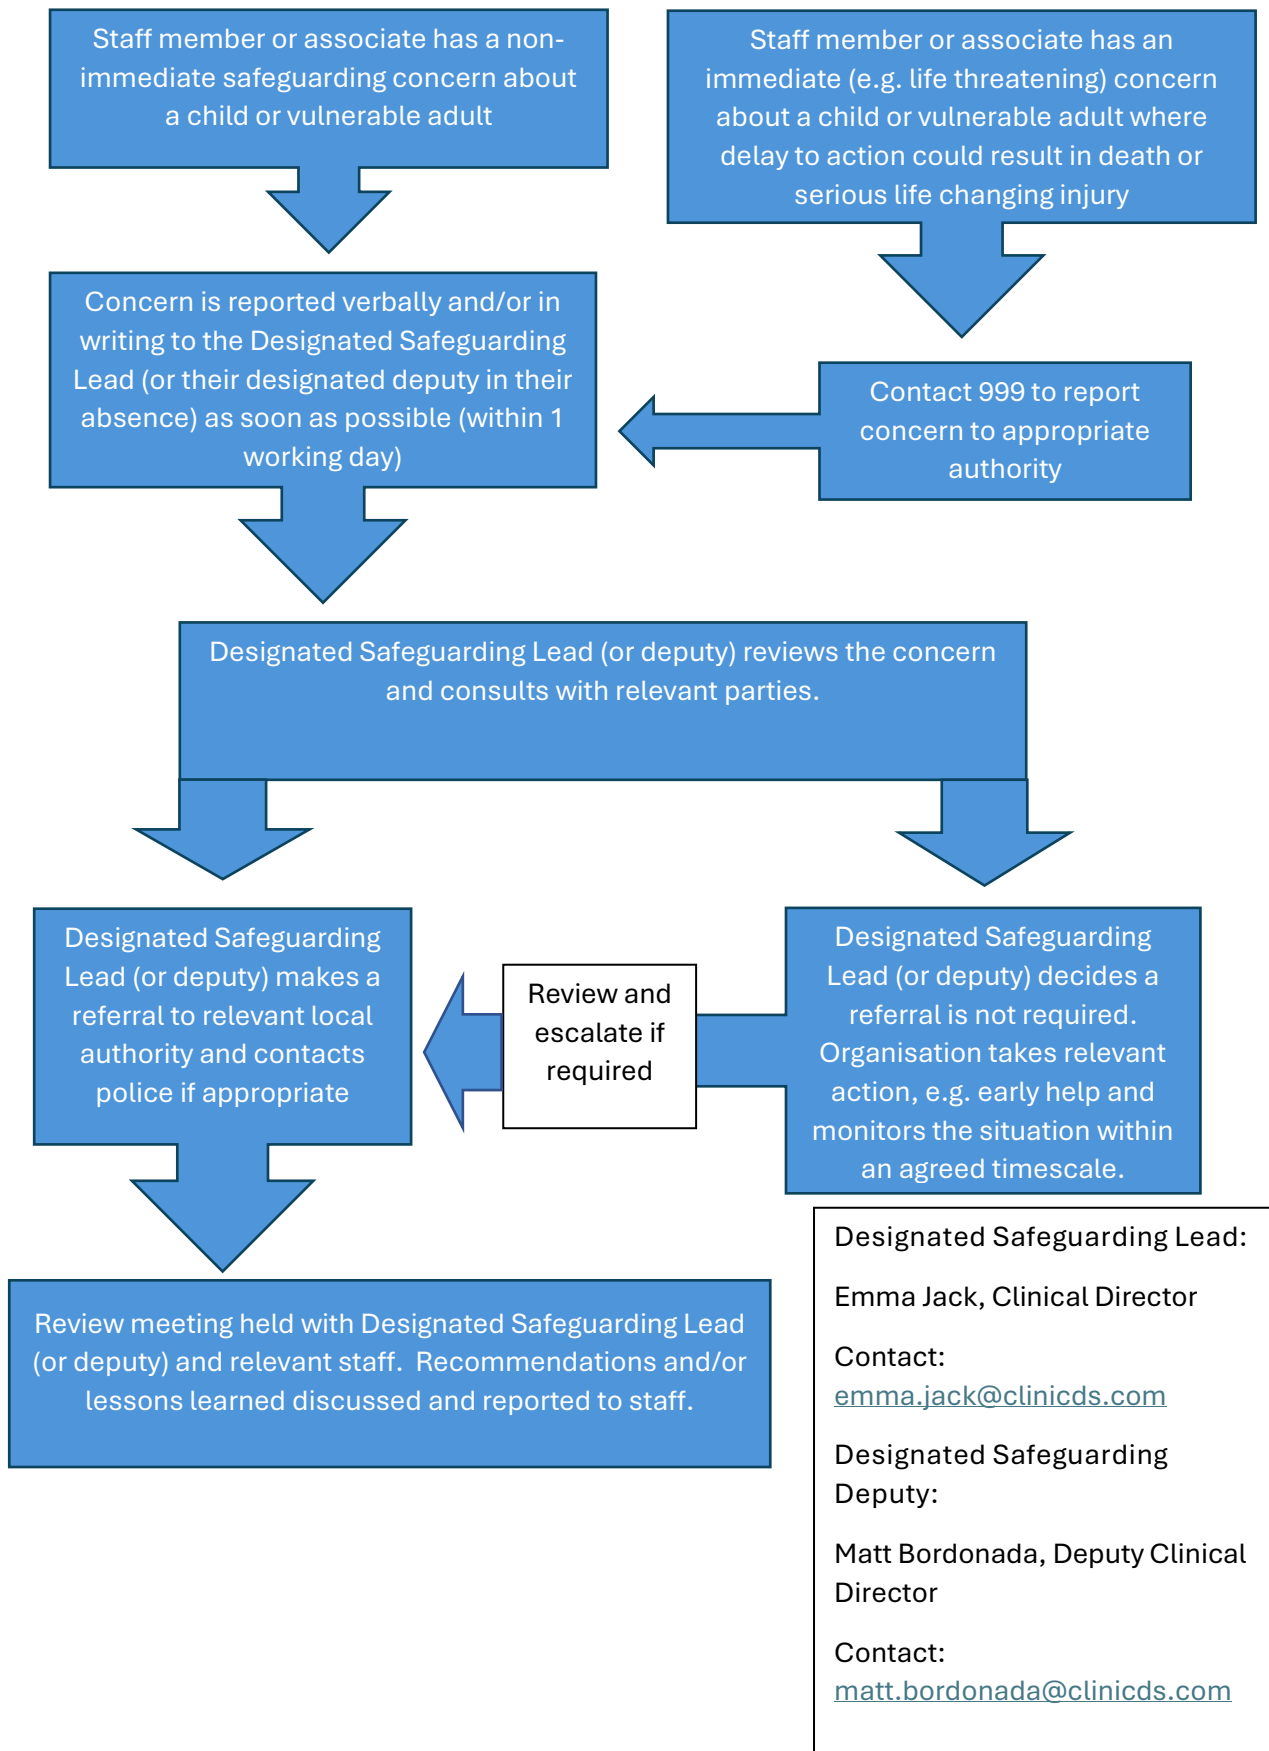 Staff member or associate has a non-
immediate safeguarding concern about
a child or vulnerable adult
Staff member or associate has an
immediate (e.g. life threatening) concern
about a child or vulnerable adult where
delay to action could result in death or
serious life changing injury
Concern is reported verbally and/or in
writing to the Designated Safeguarding
Lead (or their designated deputy in their
absence) as soon as possible (within 1
working day)
Contact 999 to report
concern to appropriate
authority
Designated Safeguarding Lead (or deputy) reviews the concern
and consults with relevant parties.
Designated Safeguarding
Lead (or deputy) makes a
referral to relevant local
authority and contacts
police if appropriate
Review and
escalate if
required
Designated Safeguarding
Lead (or deputy) decides a
referral is not required.
Organisation takes relevant
action, e.g. early help and
monitors the situation within
an agreed timescale.
Review meeting held with Designated Safeguarding Lead
(or deputy) and relevant staff.  Recommendations and/or
lessons learned discussed and reported to staff.
Designated Safeguarding Lead:
Emma Jack, Clinical Director
Contact:
emma.jack@clinicds.com
Designated Safeguarding
Deputy:
Matt Bordonada, Deputy Clinical
Director
Contact:
matt.bordonada@clinicds.com